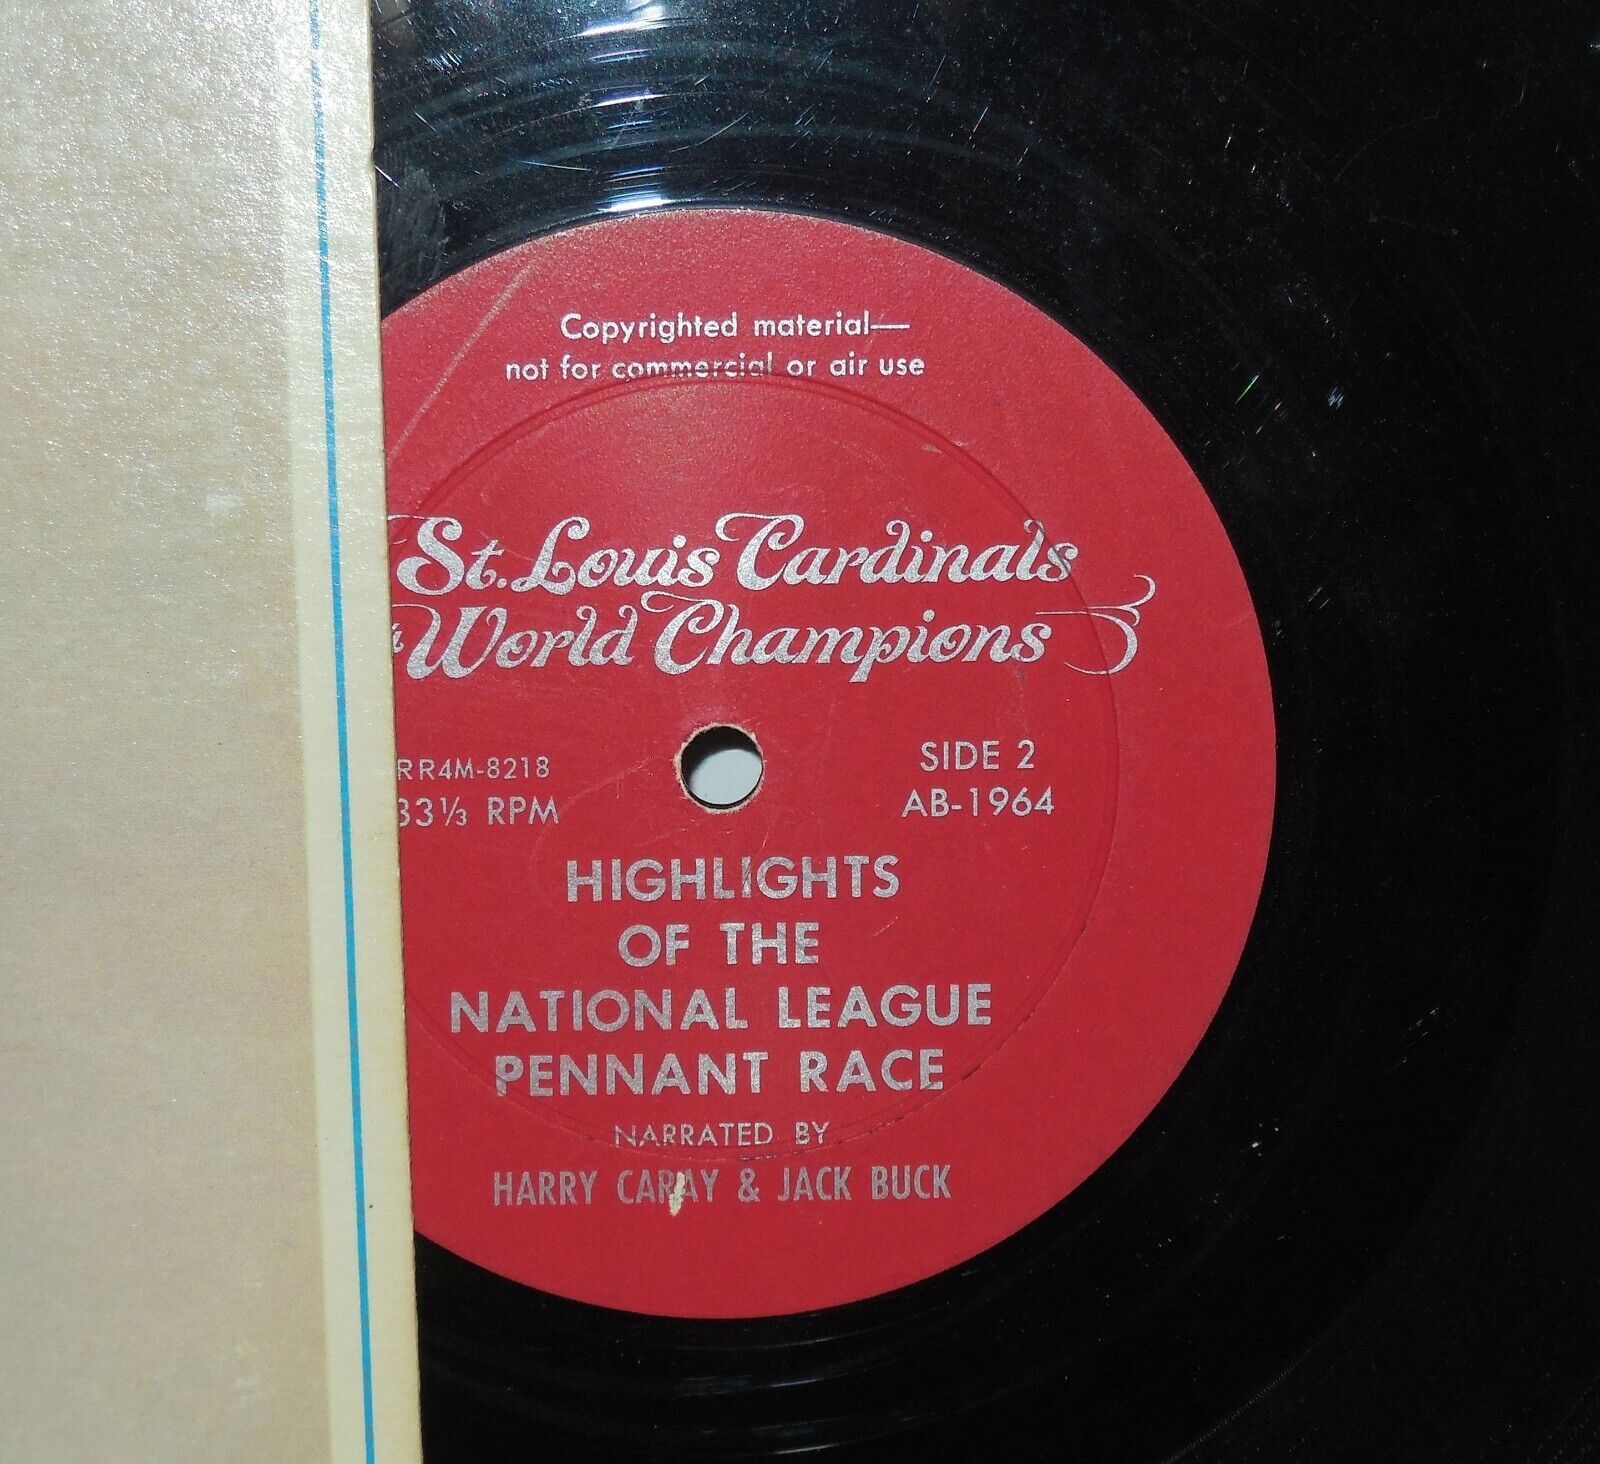 Copyrighted material—
not for commercial or air use
St. Louis Cardinals
World Champions
RR4M-8218
33⅓ RPM
SIDE 2
AB-1964
HIGHLIGHTS
OF THE
NATIONAL LEAGUE
PENNANT RACE
NARRATED BY
HARRY CARAY & JACK BUCK